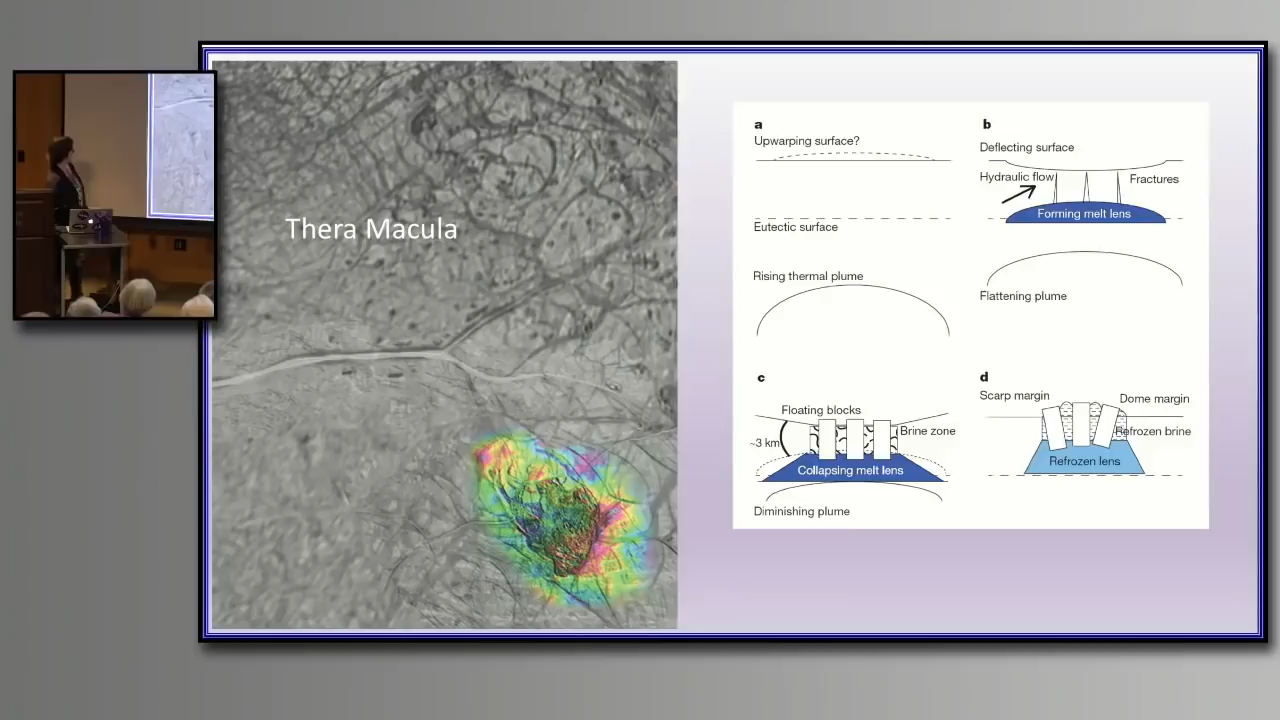 Thera Macula
a
Upwarping surface?
Eutectic surface
Rising thermal plume
b
Deflecting surface
Hydraulic flow
Fractures
Forming melt lens
Flattening plume
c
Floating blocks
~3 km
Brine zone
Collapsing melt lens
Diminishing plume
d
Scarp margin
Dome margin
Refrozen brine
Refrozen lens